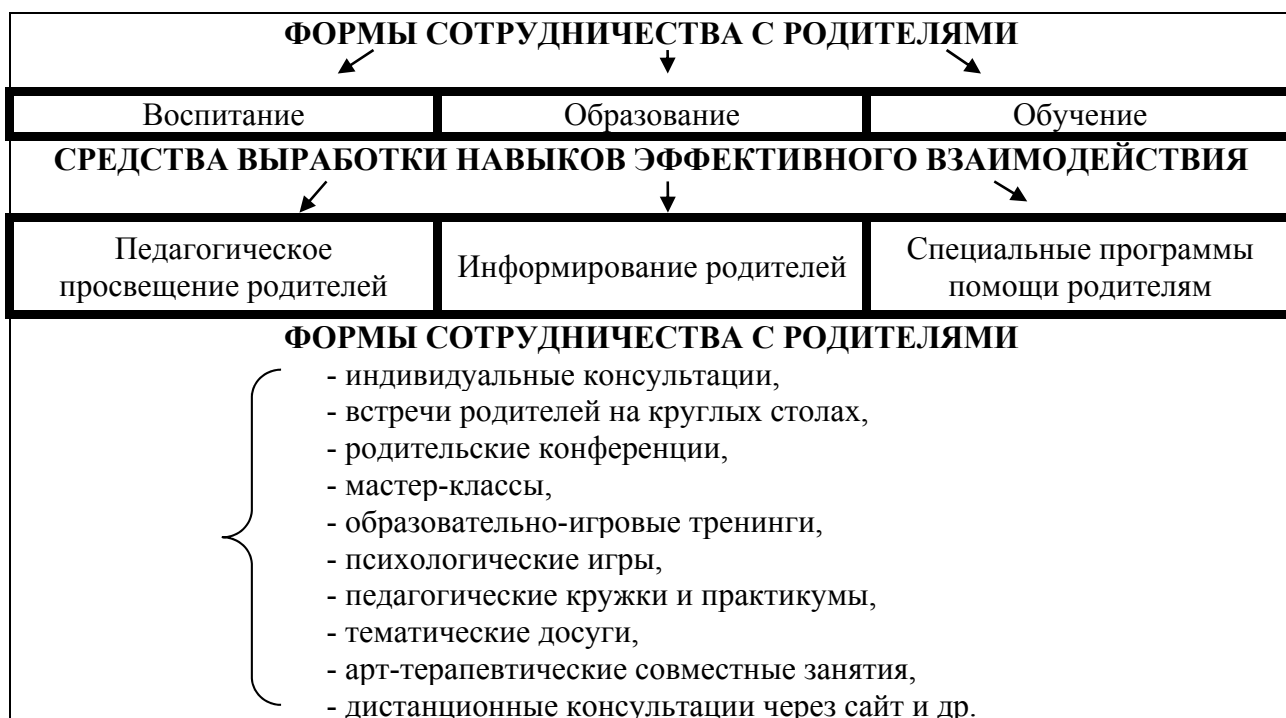 ФОРМЫ СОТРУДНИЧЕСТВА С РОДИТЕЛЯМИ
Воспитание Образование Обучение
СРЕДСТВА ВЫРАБОТКИ НАВЫКОВ ЭФФЕКТИВНОГО ВЗАИМОДЕЙСТВИЯ
Педагогическое
просвещение родителей
Информирование родителей
Специальные программы
помощи родителям
ФОРМЫ СОТРУДНИЧЕСТВА С РОДИТЕЛЯМИ
- индивидуальные консультации,
- встречи родителей на круглых столах,
- родительские конференции,
- мастер-классы,
- образовательно-игровые тренинги,
- психологические игры,
- педагогические кружки и практикумы,
- тематические досуги,
- арт-терапевтические совместные занятия,
- дистанционные консультации через сайт и др.